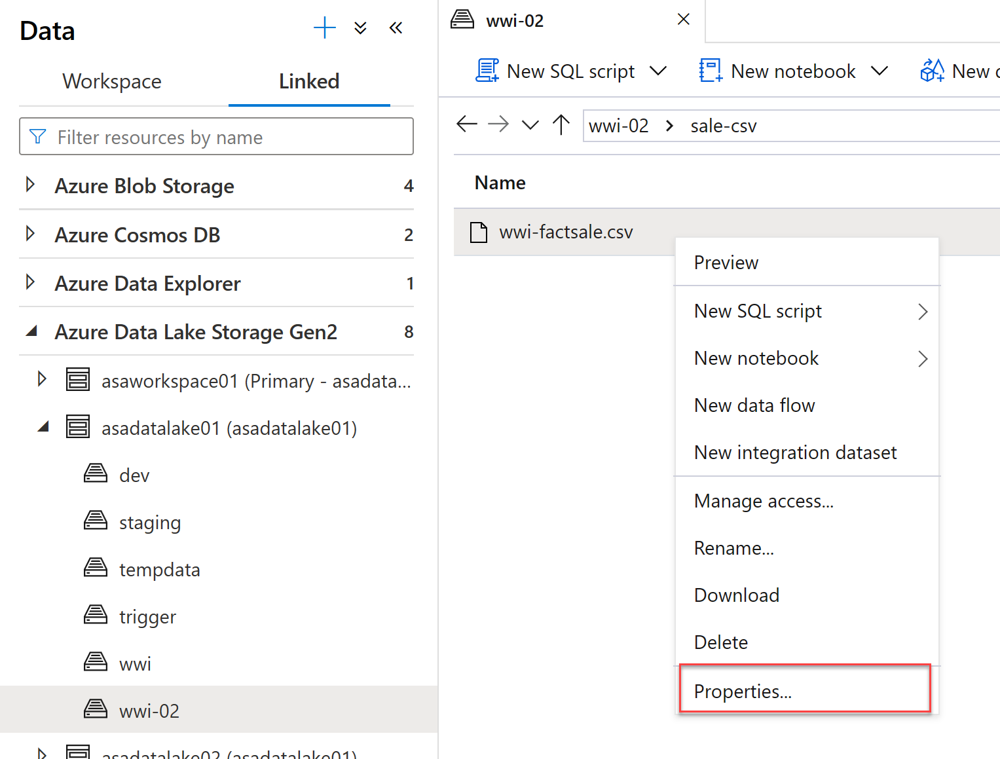 Data
Workspace
Linked
Filter resources by name
Azure Blob Storage 4
Azure Cosmos DB 2
Azure Data Explorer 1
Azure Data Lake Storage Gen2 8
asaworkspace01 (Primary - asadata...
asadatalake01 (asadatalake01)
dev
staging
tempdata
trigger
wwi
wwi-02
asadatalake02 (asadatalake01)
wwi-02
New SQL script
New notebook
New
wwi-02 > sale-csv
Name
wwi-factsale.csv
Preview
New SQL script
New notebook
New data flow
New integration dataset
Manage access...
Rename...
Download
Delete
Properties...